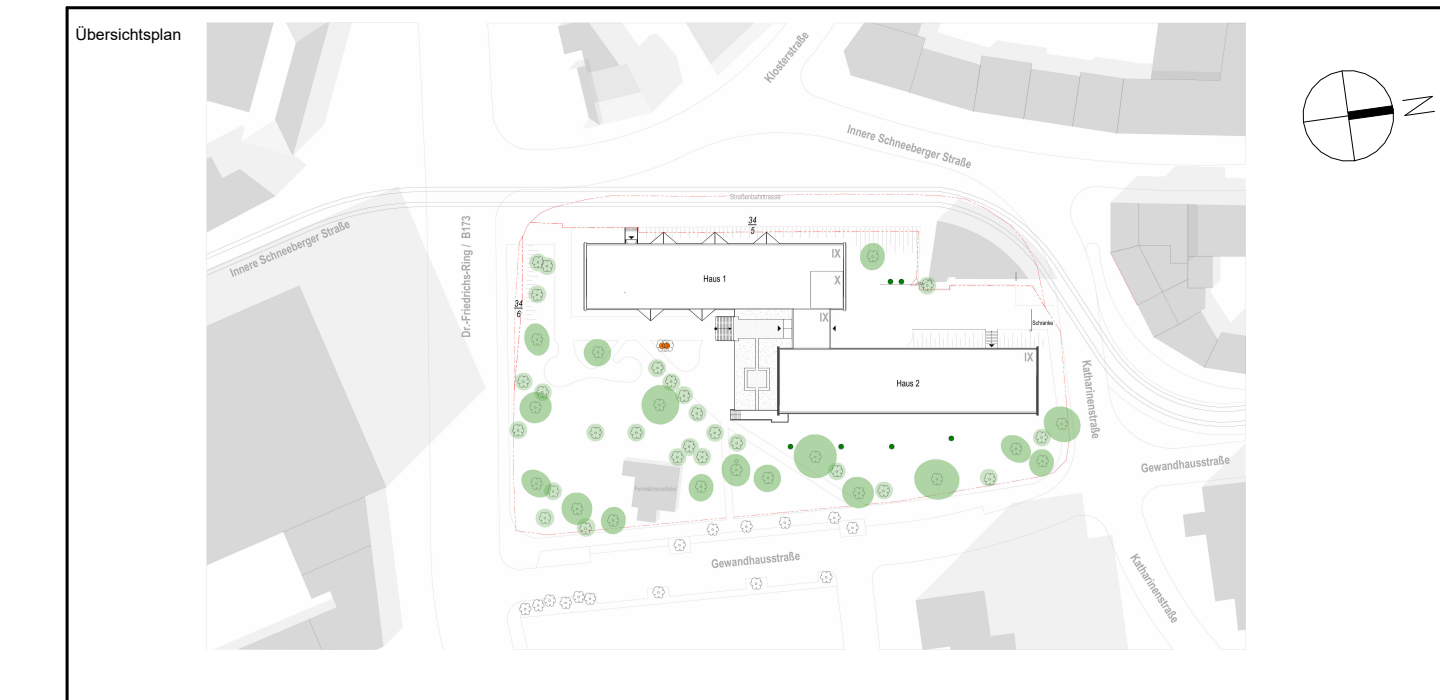 Übersichtsplan
Klosterstraße
N
Innere Schneeberger Straße
Straßenbahntrasse
Innere Schneeberger Straße
Dr.-Friedrichs-Ring / B173
34
5
IX
Haus 1
X
34
6
IX
Schranke
IX
Haus 2
Katharinenstraße
Gewandhausstraße
Gewandhausstraße
Katharinenstraße